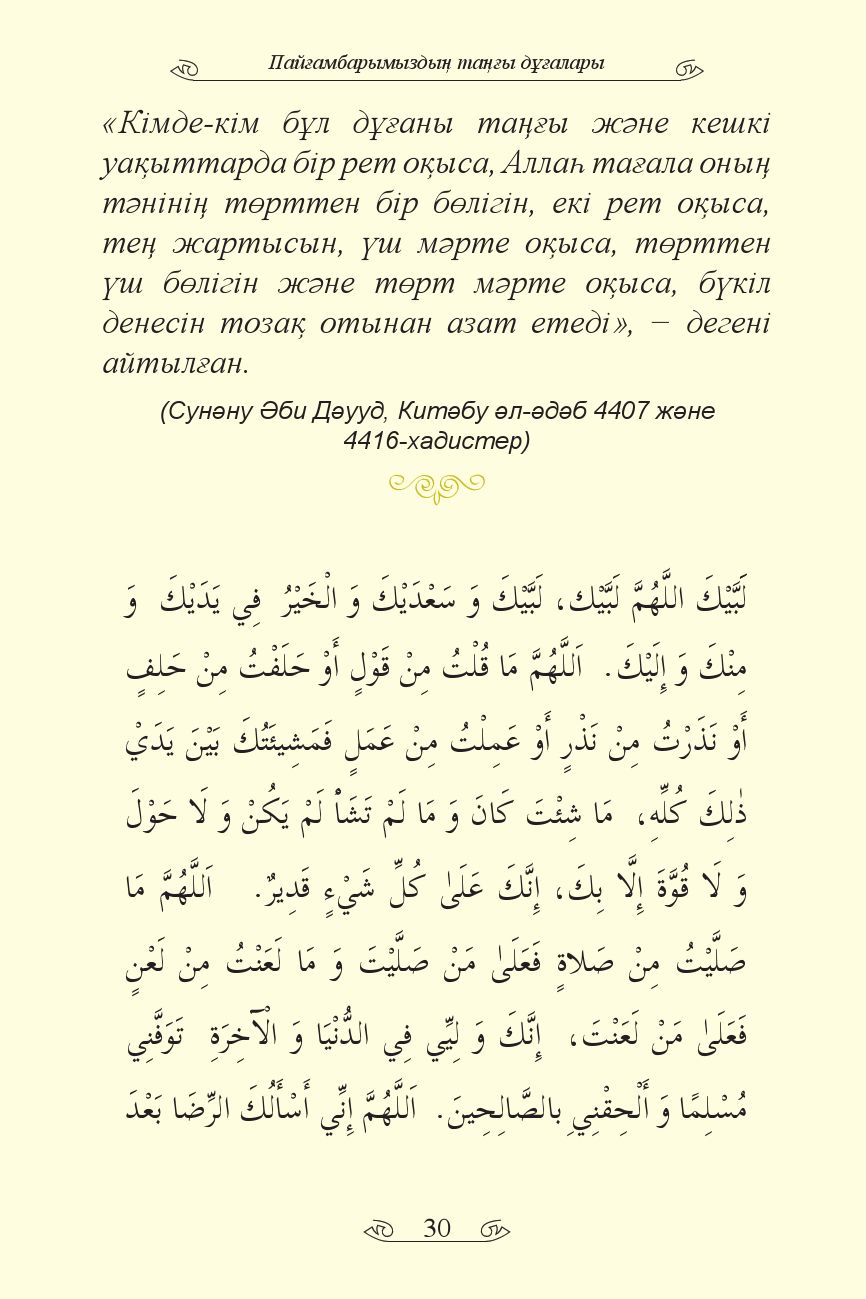 Пайғамбарымыздың таңғы дұғалары
«Кімде-кім бұл дұғаны таңғы және кешкі
уақыттарда бір рет оқыса, Аллаһ тағала оның
тәнінің төрттен бір бөлігін, екі рет оқыса,
тең жартысын, үш мәрте оқыса, төрттен
үш бөлігін және төрт мәрте оқыса, бүкіл
денесін тозақ отынан азат етеді», – дегені
айтылған.
(Сунәну Әби Дәууд, Китәбу әл-әдәб 4407 және
4416-хадистер)
لَبَّيْكَ اللَّهُمَّ لَبَّيْك، لَبَّيْكَ وَ سَعْدَيْكَ وَ الْخَيْرُ فِي يَدَيْكَ وَ
مِنْكَ وَ إِلَيْكَ. اَللَّهُمَّ مَا قُلْتُ مِنْ قَوْلٍ أَوْ حَلَفْتُ مِنْ حَلِفٍ
أَوْ نَذَرْتُ مِنْ نَذْرٍ أَوْ عَمِلْتُ مِنْ عَمَلٍ فَمَشِيئَتُكَ بَيْنَ يَدَيْ
ذٰلِكَ كُلِّهِ، مَا شِئْتَ كَانَ وَ مَا لَمْ تَشَأْ لَمْ يَكُنْ وَ لَا حَوْلَ
وَ لَا قُوَّةَ إِلَّا بِكَ، إِنَّكَ عَلَىٰ كُلِّ شَيْءٍ قَدِيرٌ. اَللَّهُمَّ مَا
صَلَّيْتُ مِنْ صَلاةٍ فَعَلَىٰ مَنْ صَلَّيْتَ وَ مَا لَعَنْتُ مِنْ لَعْنٍ
فَعَلَىٰ مَنْ لَعَنْتَ، إِنَّكَ وَ لِيِّي فِي الدُّنْيَا وَ الْآخِرَةِ تَوَفَّنِي
مُسْلِمًا وَ أَلْحِقْنِي بِالصَّالِحِينَ. اَللَّهُمَّ إِنِّي أَسْأَلُكَ الرِّضَا بَعْدَ
30